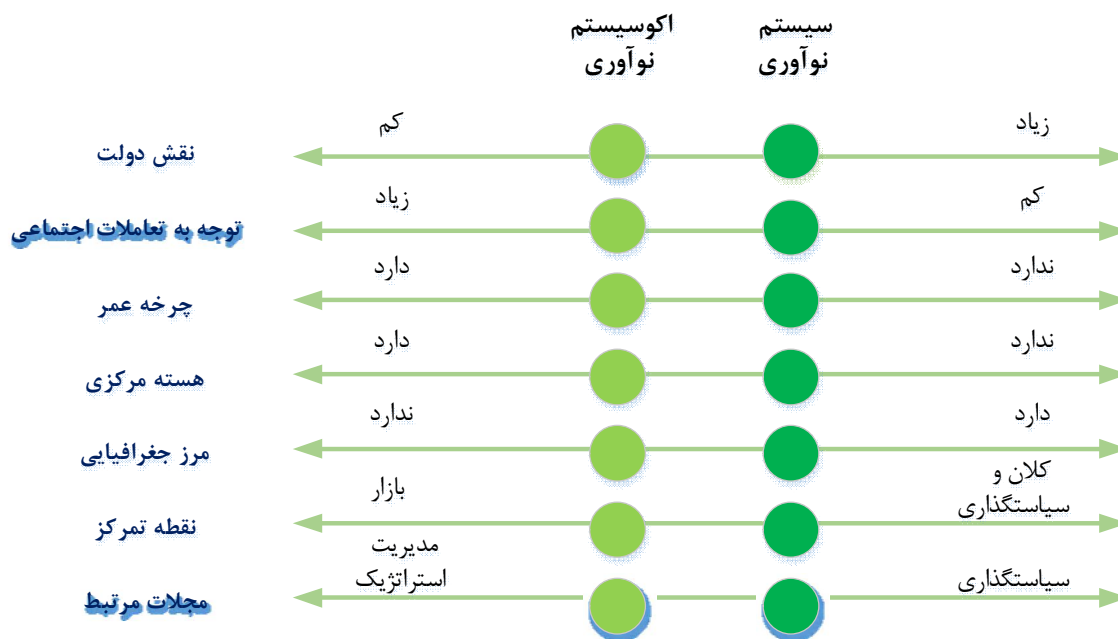 سیستم
نوآوری
اکوسیستم
نوآوری
زیاد
کم
نقش دولت
کم
زیاد
توجه به تعاملات اجتماعی
ندارد
دارد
چرخه عمر
ندارد
دارد
هسته مرکزی
دارد
ندارد
مرز جغرافیایی
کلان و
سیاستگذاری
بازار
نقطه تمرکز
سیاستگذاری
مدیریت
استراتژیک
مجلات مرتبط